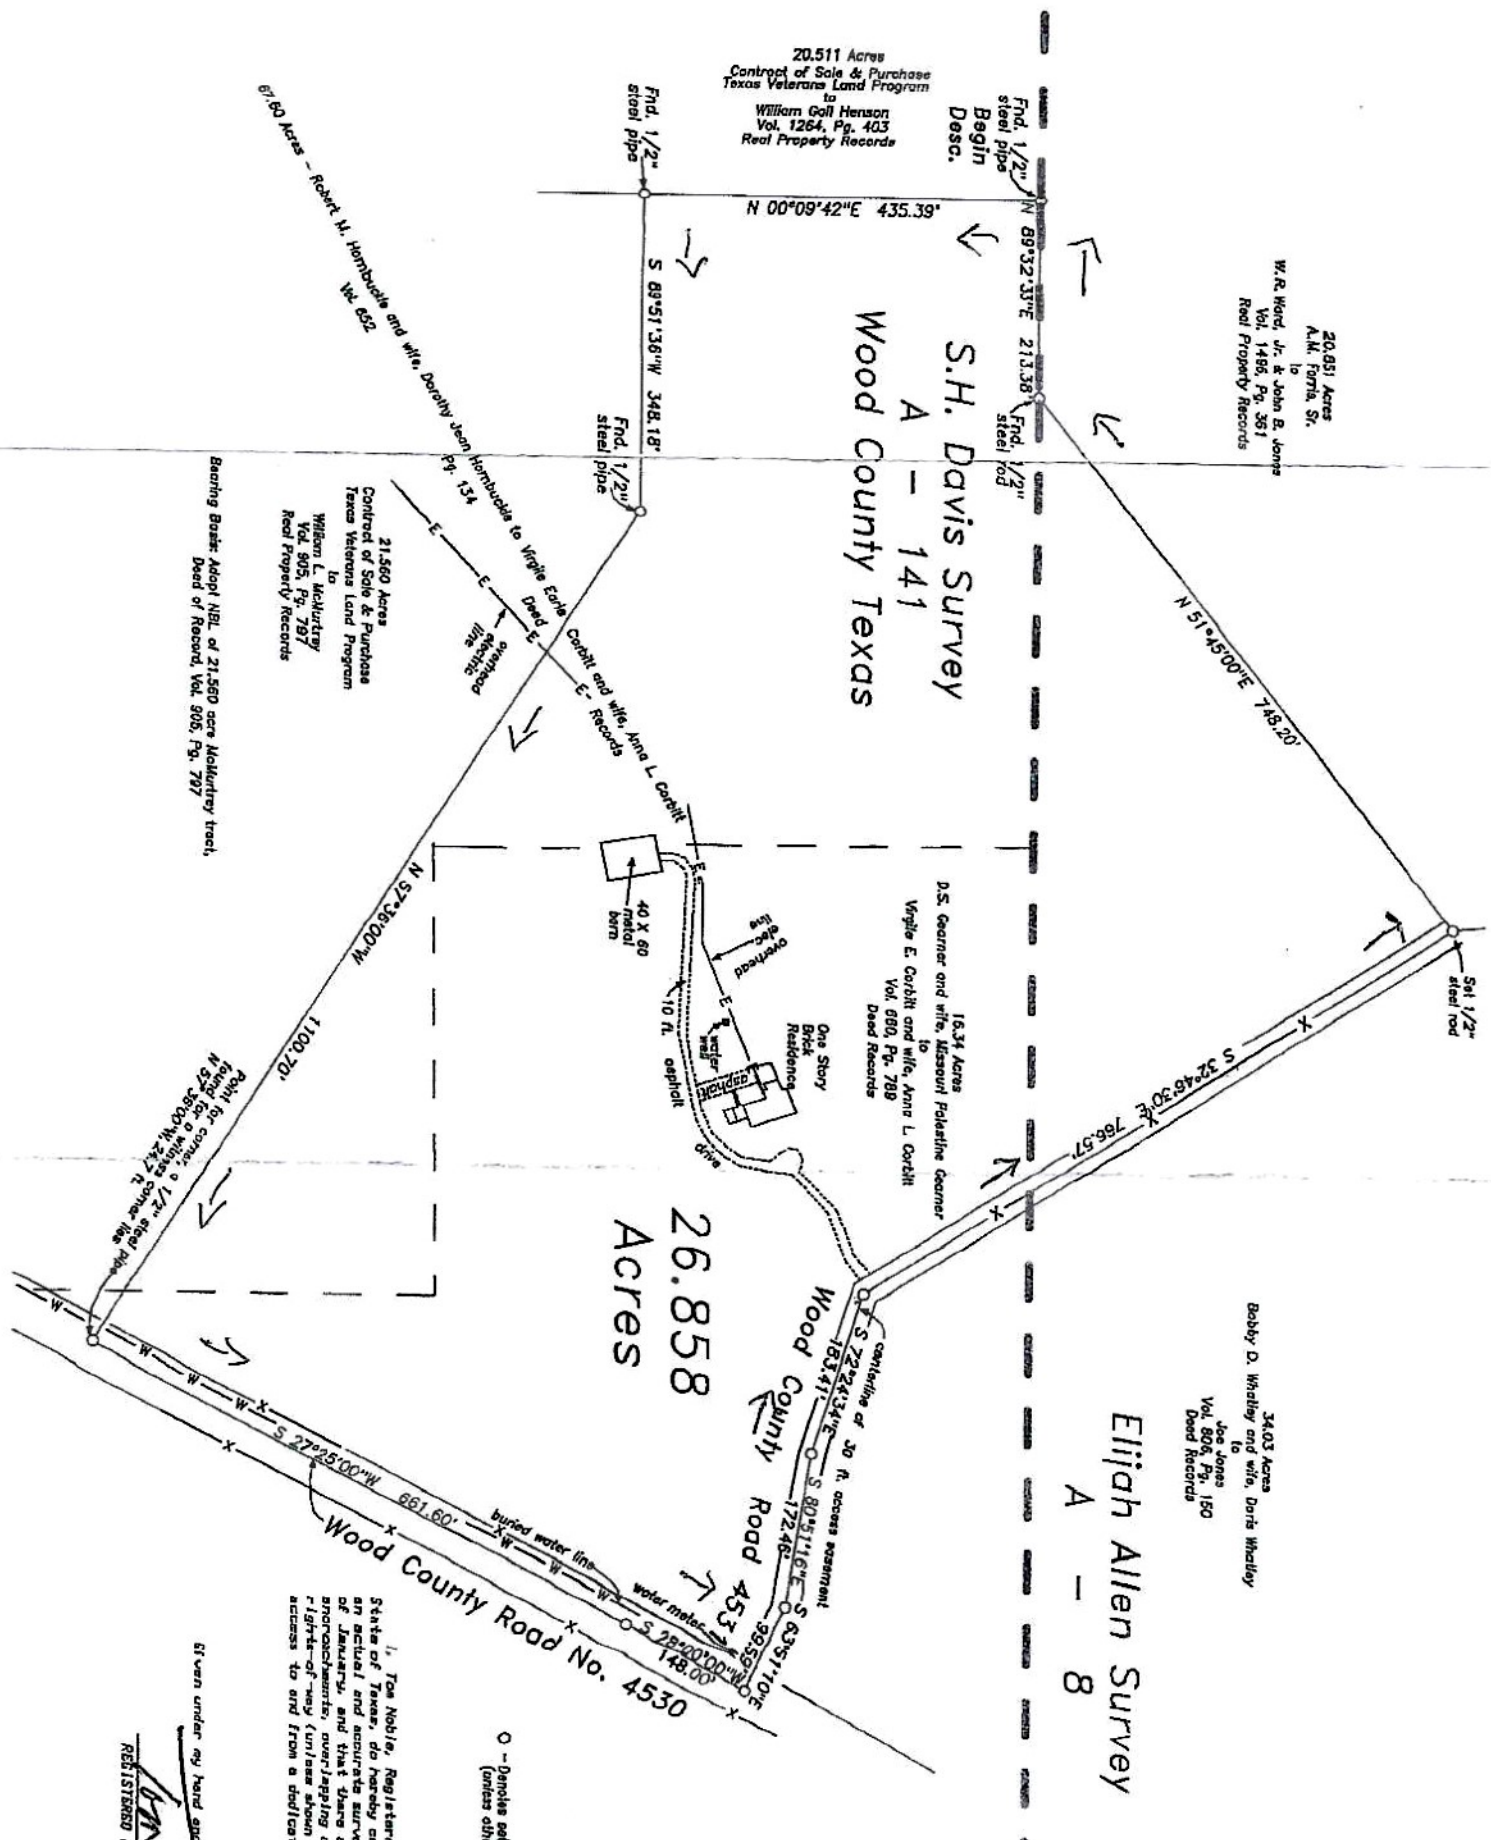 20.511 Acres
Contract of Sale & Purchase
Texas Veterans Land Program
to
William Gail Henson
Vol. 1264, Pg. 403
Real Property Records
Fnd. 1/2"
steel pipe
Begin
Desc.
Fnd. 1/2"
steel pipe
N 00°09'42"E 435.39'
N 89°32'33"E 213.38'
Fnd. 1/2"
steel rod
S 89°51'36"W 348.18'
Fnd. 1/2"
steel pipe
20.851 Acres
A.M. Farris, Sr.
to
W.R. Ward, Jr. & John B. Jones
Vol. 1496, Pg. 361
Real Property Records
67.60 Acres - Robert M. Hornbuckle and wife, Dorothy Jean Hornbuckle to Virgile Earle Corbitt and wife, Anna L. Corbitt
Vol. 652 Pg. 134 Deed Records
S.H. Davis Survey
A - 141
Wood County Texas
N 51°45'00"E 748.20'
Set 1/2"
steel rod
21.560 Acres
Contract of Sale & Purchase
Texas Veterans Land Program
to
William L. McMurtrey
Vol. 905, Pg. 797
Real Property Records
E E E E
overhead
electric
line
Bearing Basis: Adopt NBL of 21.560 acre McMurtrey tract,
Deed of Record, Vol. 905, Pg. 797
N 57°36'00"W 1100.70'
Point for corner, a 1/2" steel pipe
found for a witness corner lies
N 57°36'00"W, 24.7 ft.
16.34 Acres
D.S. Gearner and wife, Missouri Palestine Gearner
to
Virgile E. Corbitt and wife, Anna L. Corbitt
Vol. 660, Pg. 789
Deed Records
E E
overhead
elec.
line
40 X 60
metal
barn
10 ft. asphalt drive
water
well
asphalt
One Story
Brick
Residence
S 32°46'30"E 766.57'
X X X
26.858
Acres
34.03 Acres
Bobby D. Whatley and wife, Doris Whatley
to
Joe Jones
Vol. 806, Pg. 150
Deed Records
Elijah Allen Survey
A - 8
centerline of 30 ft. access easement
S 72°24'34"E
183.41'
S 80°51'16"E
172.46'
S 63°51'10"E
99.59'
Wood County Road 453
S 28°20'00"W
148.00'
water meter
buried water line
S 27°25'00"W 661.60'
W W W W W W W
X X X X X X
Wood County Road No. 4530
O - Denotes set
(unless oth
I, Tom Noble, Register
State of Texas, do hereby ce
an actual and accurate surve
of January, and that there a
encroachments, overlapping o
rights-of-way (unless shown
access to and from a dedicat
Given under my hand and
REGISTERED